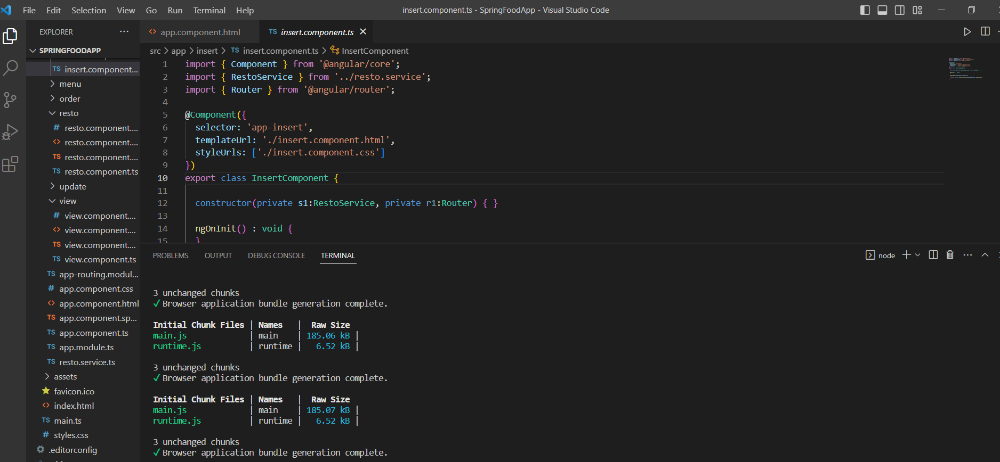 File Edit Selection View Go Run Terminal Help
insert.component.ts - SpringFoodApp - Visual Studio Code
EXPLORER
SPRINGFOODAPP
TS insert.component...
menu
order
resto
# resto.component....
<> resto.component....
TS resto.component....
TS resto.component.ts
update
view
# view.component....
<> view.component....
TS view.component....
TS view.component.ts
TS app-routing.modul...
# app.component.css
<> app.component.html
TS app.component.sp...
TS app.component.ts
TS app.module.ts
TS resto.service.ts
assets
favicon.ico
<> index.html
TS main.ts
# styles.css
.editorconfig
<> app.component.html
TS insert.component.ts
src > app > insert > TS insert.component.ts > InsertComponent
1 import { Component } from '@angular/core';
2 import { RestoService } from '../resto.service';
3 import { Router } from '@angular/router';
4
5 @Component({
6 selector: 'app-insert',
7 templateUrl: './insert.component.html',
8 styleUrls: ['./insert.component.css']
9 })
10 export class InsertComponent {
11
12 constructor(private s1:RestoService, private r1:Router) { }
13
14 ngOnInit() : void {
15 }
PROBLEMS OUTPUT DEBUG CONSOLE TERMINAL
node
3 unchanged chunks
✓ Browser application bundle generation complete.
Initial Chunk Files | Names | Raw Size
main.js | main | 185.06 kB |
runtime.js | runtime | 6.52 kB |
3 unchanged chunks
✓ Browser application bundle generation complete.
Initial Chunk Files | Names | Raw Size
main.js | main | 185.07 kB |
runtime.js | runtime | 6.52 kB |
3 unchanged chunks
✓ Browser application bundle generation complete.